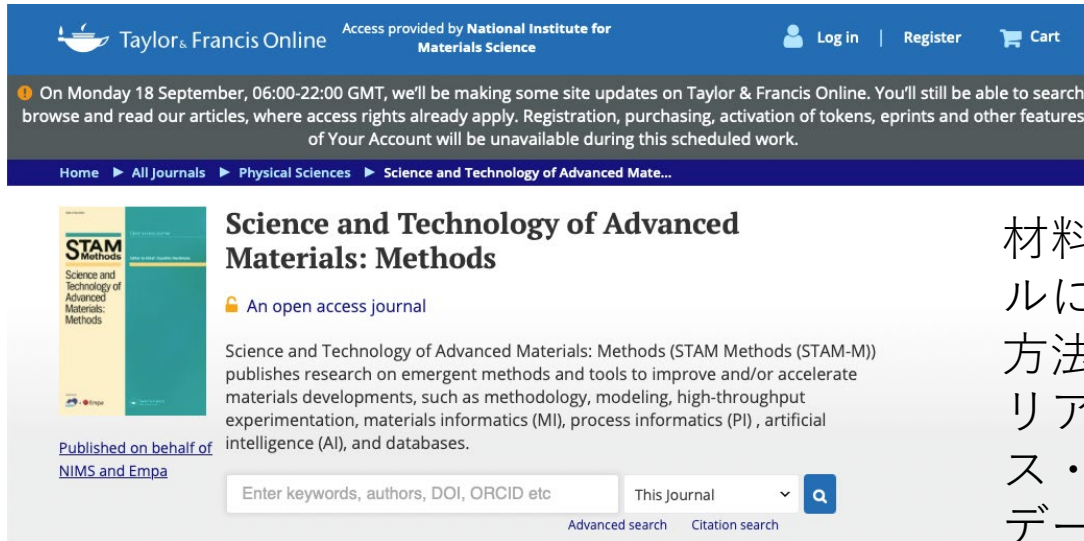 Taylor & Francis Online
Access provided by National Institute for
Materials Science
Log in | Register Cart
On Monday 18 September, 06:00-22:00 GMT, we'll be making some site updates on Taylor & Francis Online. You'll still be able to search
browse and read our articles, where access rights already apply. Registration, purchasing, activation of tokens, eprints and other features
of Your Account will be unavailable during this scheduled work.
Home ▶ All Journals ▶ Physical Sciences ▶ Science and Technology of Advanced Mate...
STAM
Methods
Science and
Technology of
Advanced
Materials:
Methods
Empa
Science and Technology of Advanced
Materials: Methods
An open access journal
Science and Technology of Advanced Materials: Methods (STAM Methods (STAM-M))
publishes research on emergent methods and tools to improve and/or accelerate
materials developments, such as methodology, modeling, high-throughput
experimentation, materials informatics (MI), process informatics (PI) , artificial
intelligence (AI), and databases.
Published on behalf of
NIMS and Empa
Enter keywords, authors, DOI, ORCID etc
This Journal
Advanced search Citation search
材料
ルに
方法
リア
ス・
デー